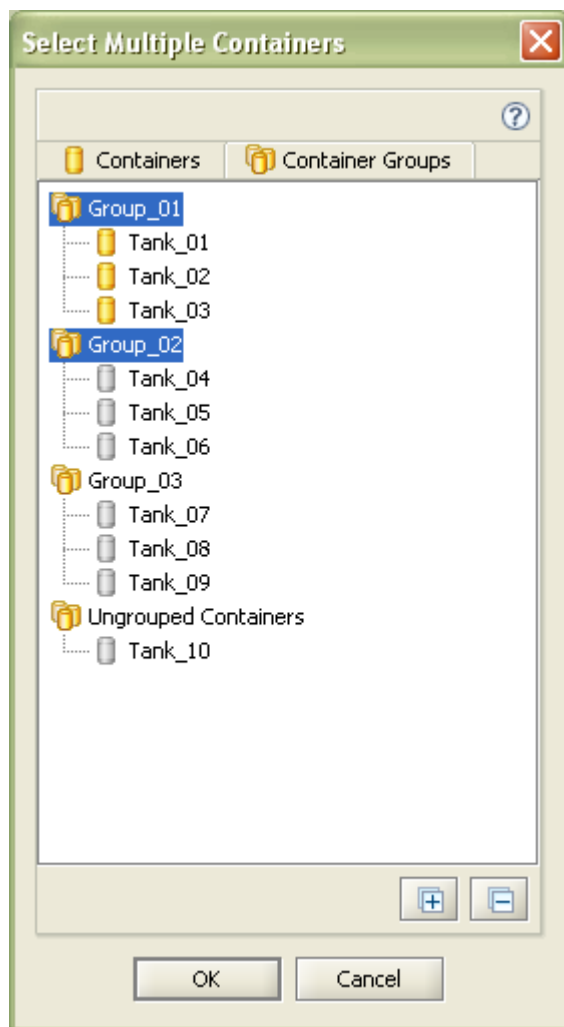 Select Multiple Containers
Containers
Container Groups
Group_01
Tank_01
Tank_02
Tank_03
Group_02
Tank_04
Tank_05
Tank_06
Group_03
Tank_07
Tank_08
Tank_09
Ungrouped Containers
Tank_10
OK
Cancel